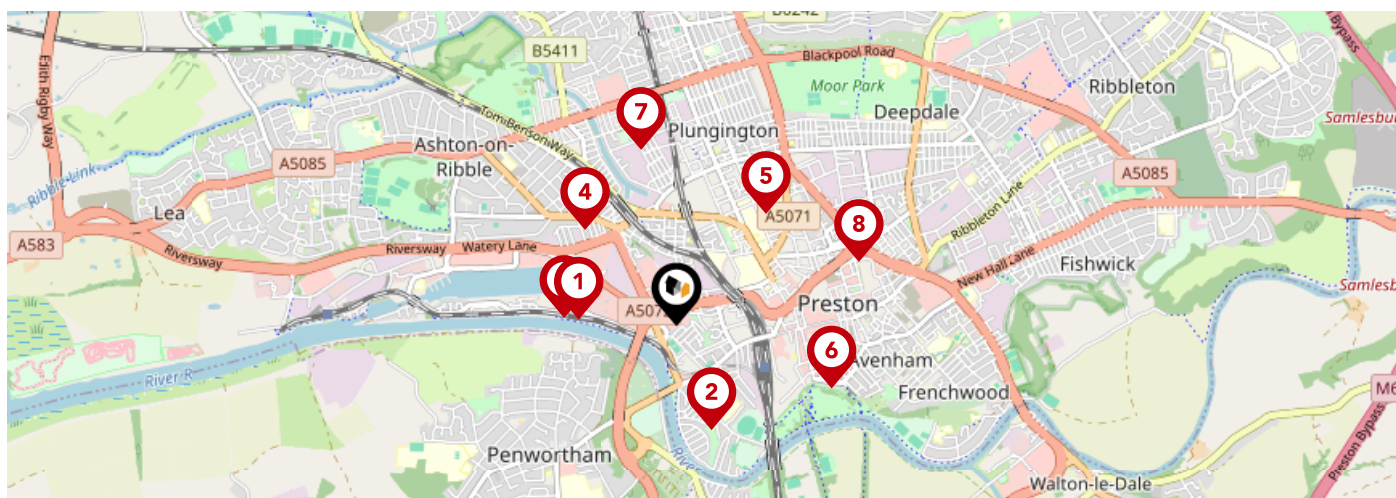 B6242
B5411
Blackpool Road
Moor Park
Bypass
Edith Rigby Way
Ribbleton
Deepdale
7
Plungington
Samlesbu
Tom Benson Way
Ashton-on-
Ribble
A5085
A5085
Ribble Link
4
5
A5071
Ribbleton Lane
Lea
8
A583
Riversway
Riversway
Watery Lane
New Hall Lane
Fishwick
1
Samlesb
A5072
Preston
6
Avenham
River R
2
Frenchwood
M6
Penwortham
Rive
Preston Bypass
Walton-le-Dale